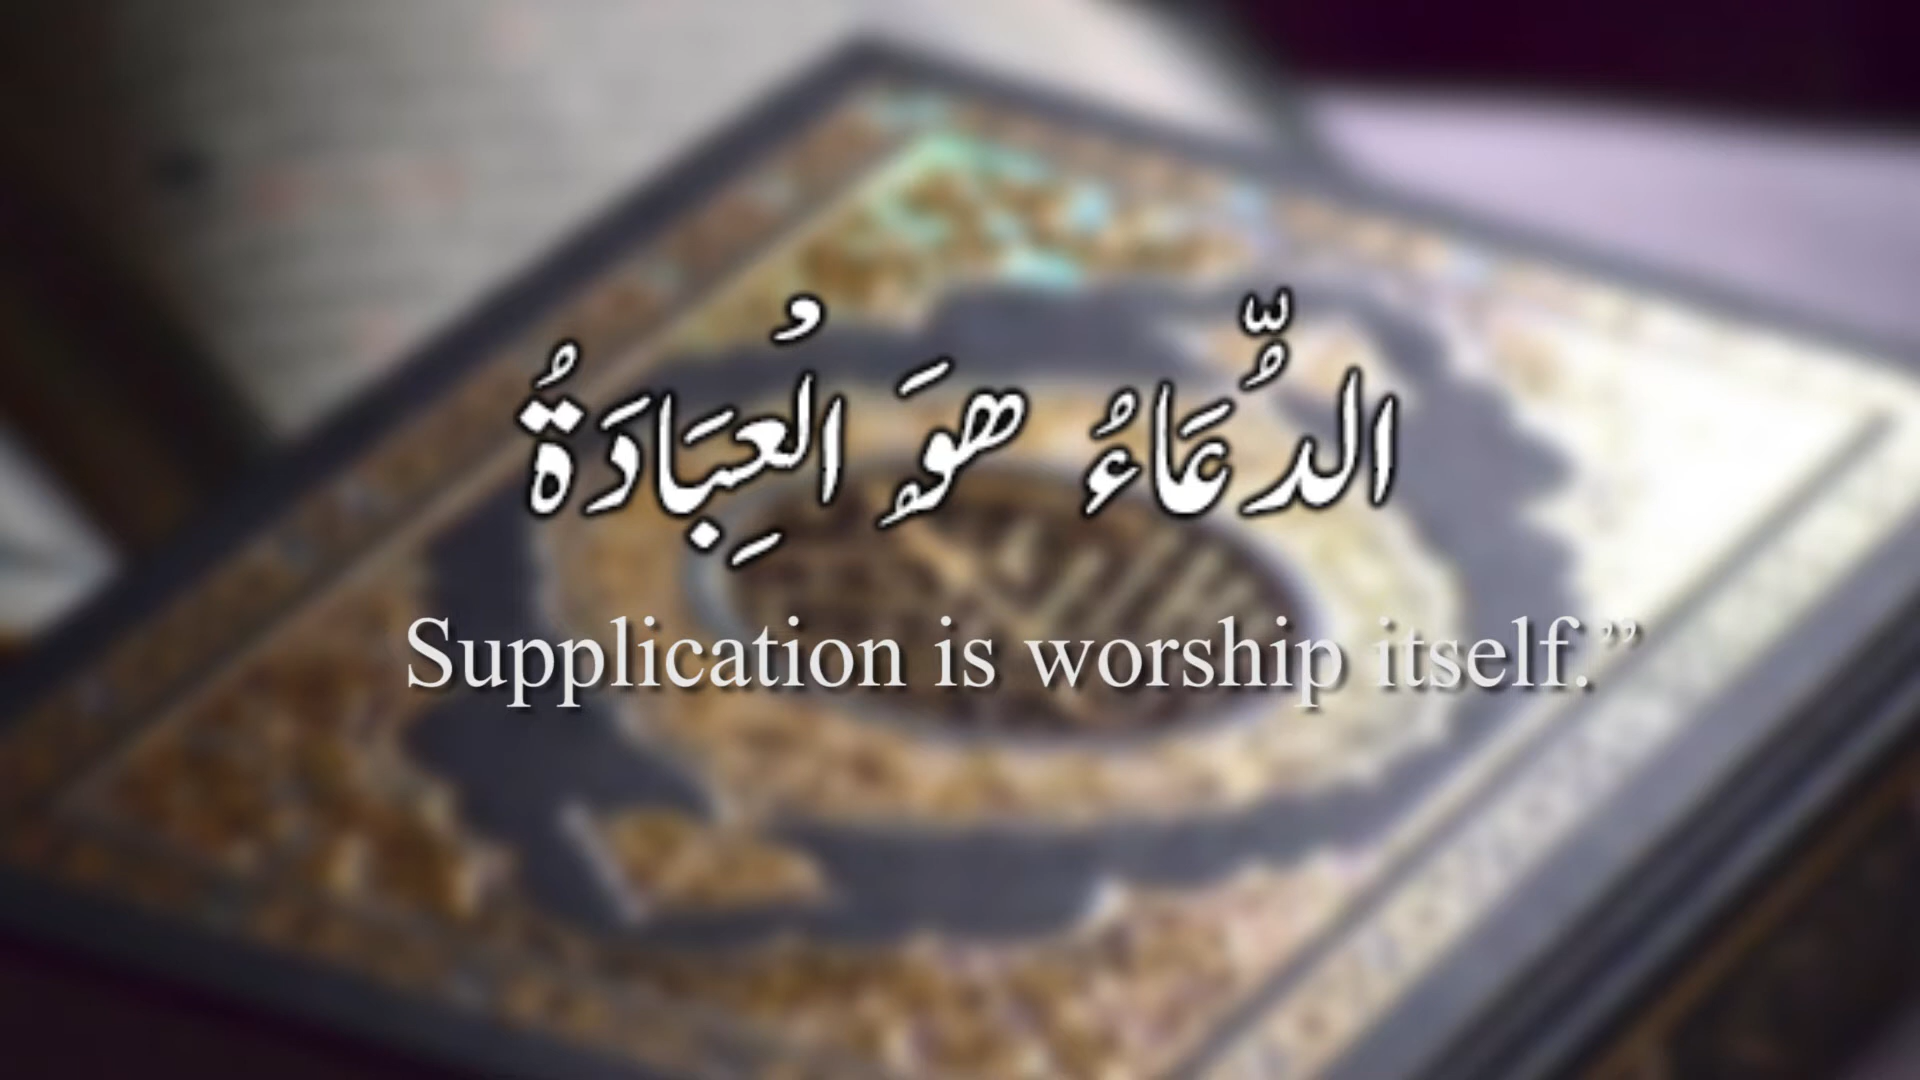 الدُّعَاءُ هُوَ الْعِبَادَةُ
Supplication is worship itself.”